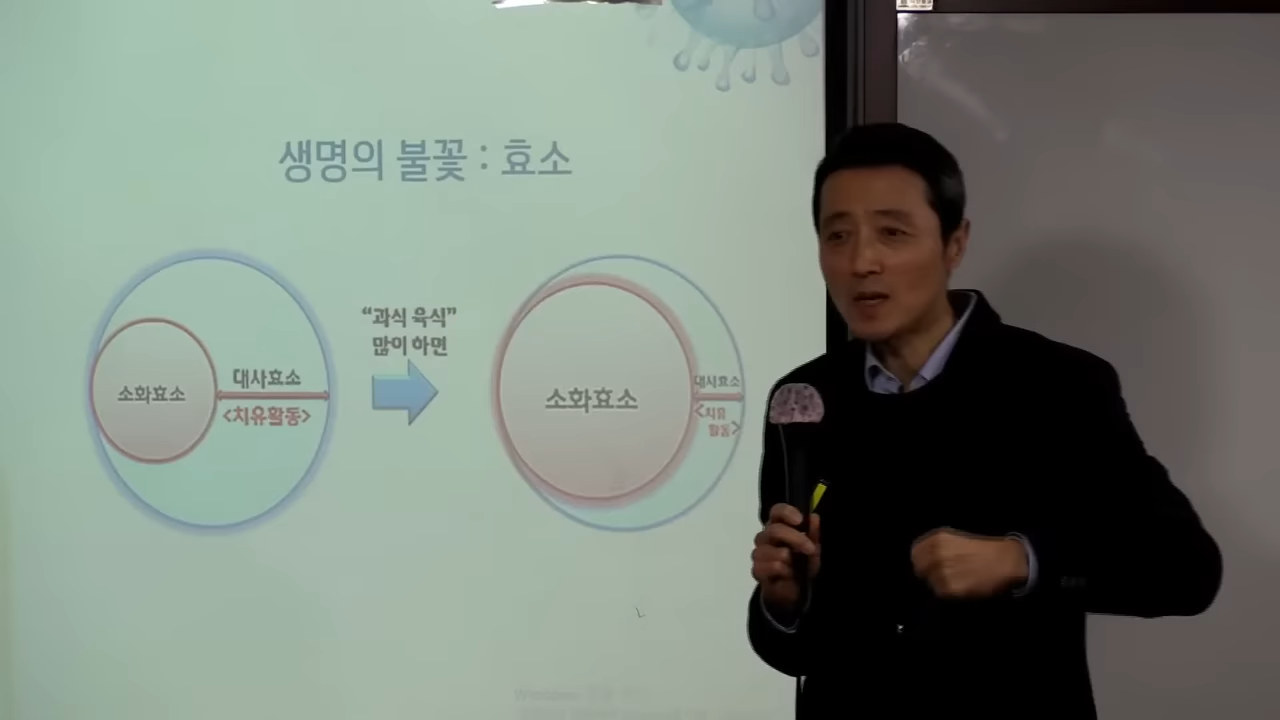 생명의 불꽃 : 효소
소화효소
대사효소
<치유활동>
“과식 육식”
많이 하면
소화효소
대사효소
<치유
활동>
Windows